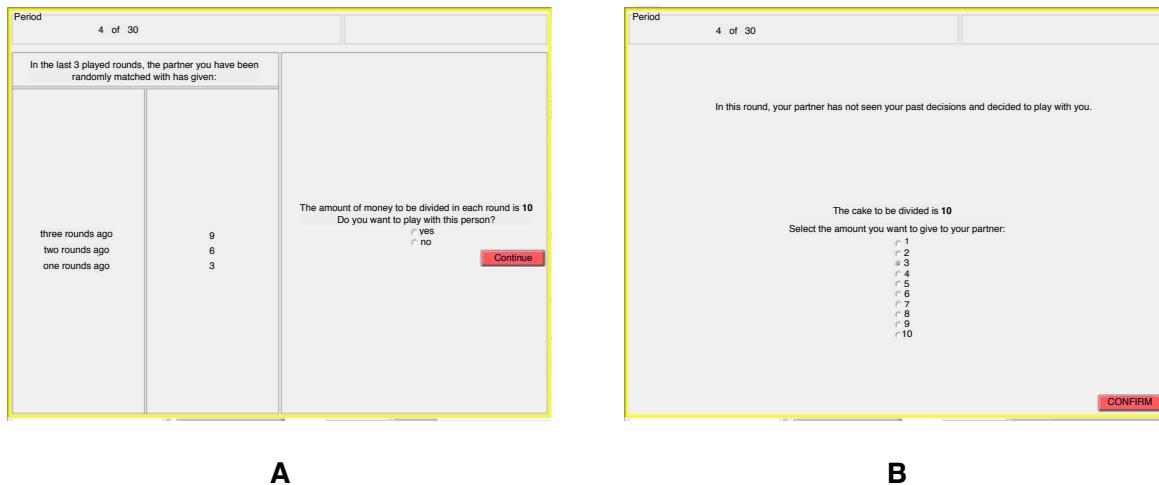 Period
4 of 30
In the last 3 played rounds, the partner you have been
randomly matched with has given:
three rounds ago 9
two rounds ago 6
one rounds ago 3
The amount of money to be divided in each round is 10
Do you want to play with this person?
yes
no
Continue
A
Period
4 of 30
In this round, your partner has not seen your past decisions and decided to play with you.
The cake to be divided is 10
Select the amount you want to give to your partner:
1
2
3
4
5
6
7
8
9
10
CONFIRM
B